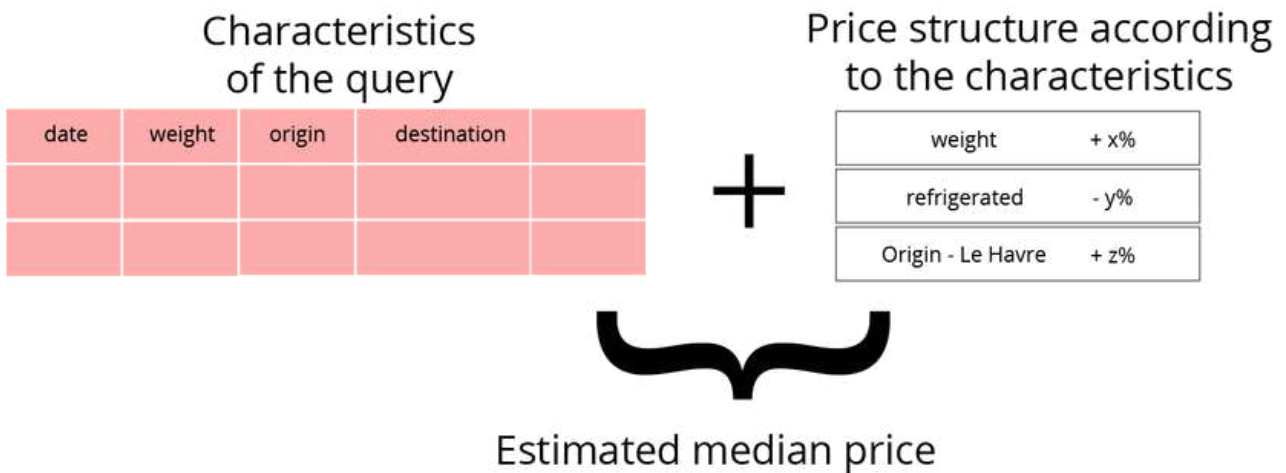 Characteristics
of the query
date weight origin destination
Price structure according
to the characteristics
weight + x%
refrigerated - y%
Origin - Le Havre + z%
+
Estimated median price